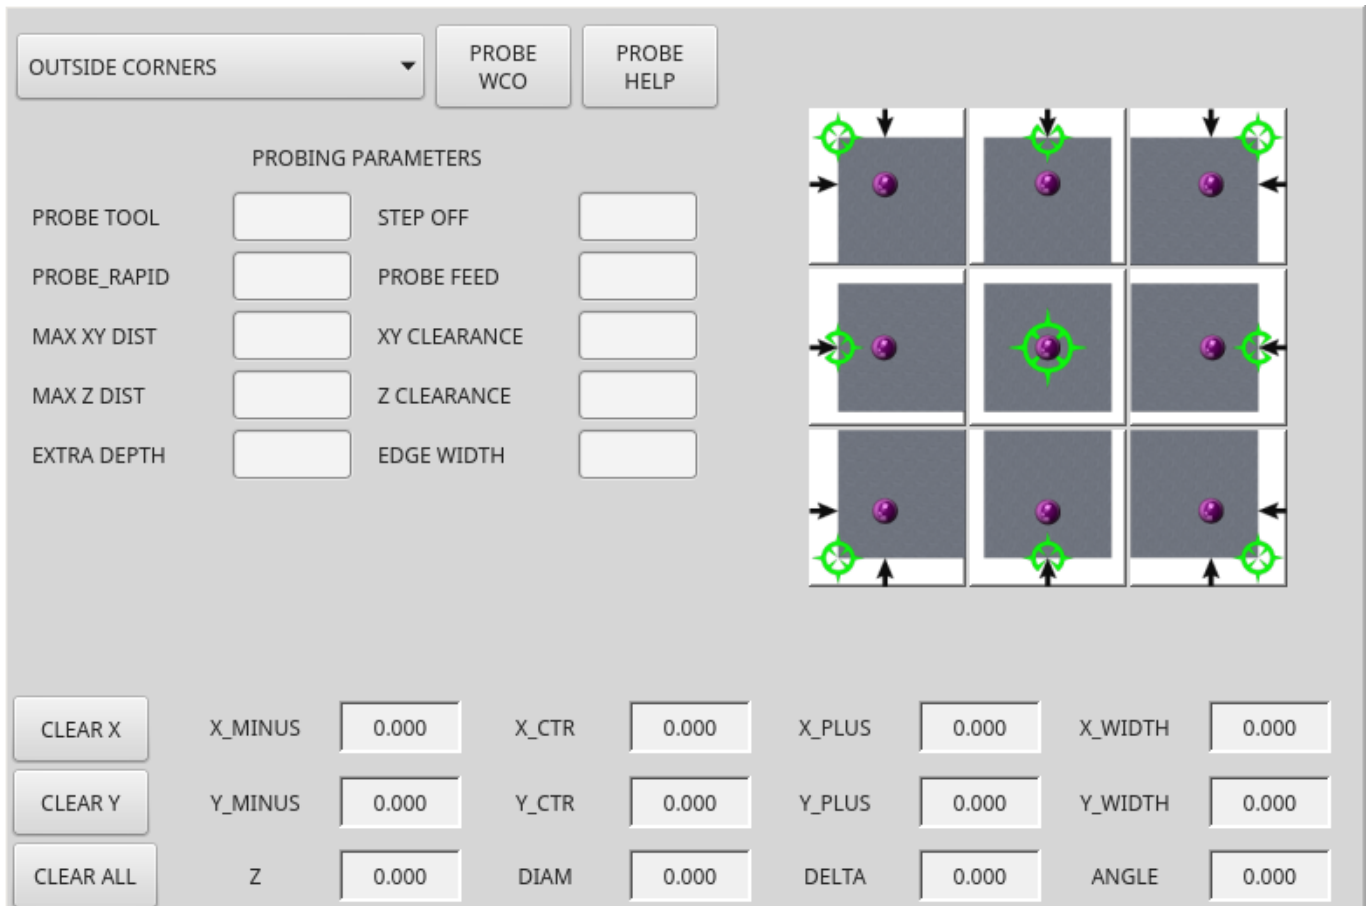 OUTSIDE CORNERS
PROBE
WCO
PROBE
HELP
PROBING PARAMETERS
PROBE TOOL STEP OFF
PROBE_RAPID PROBE FEED
MAX XY DIST XY CLEARANCE
MAX Z DIST Z CLEARANCE
EXTRA DEPTH EDGE WIDTH
CLEAR X X_MINUS 0.000 X_CTR 0.000 X_PLUS 0.000 X_WIDTH 0.000
CLEAR Y Y_MINUS 0.000 Y_CTR 0.000 Y_PLUS 0.000 Y_WIDTH 0.000
CLEAR ALL Z 0.000 DIAM 0.000 DELTA 0.000 ANGLE 0.000